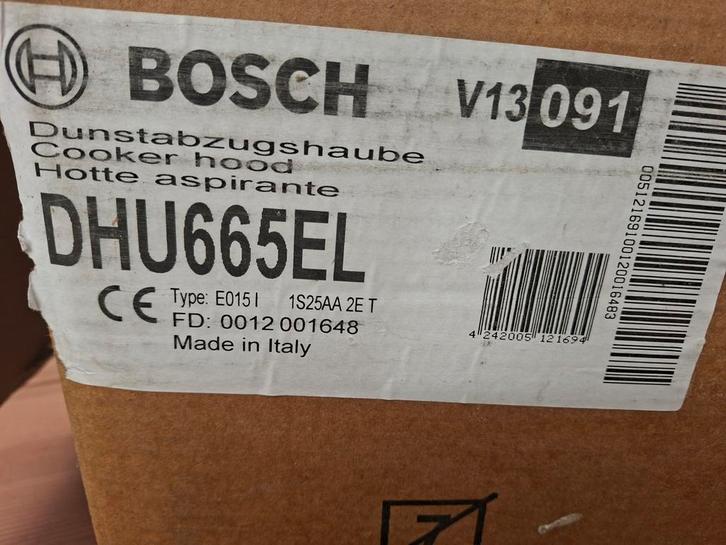 BOSCH
V13 091
Dunstabzugshaube
Cooker hood
Hotte aspirante
DHU665EL
CE Type: E015 I 1S25AA 2E T
FD: 0012 001648
Made in Italy
4 242005 121694
00512169100120016483
7